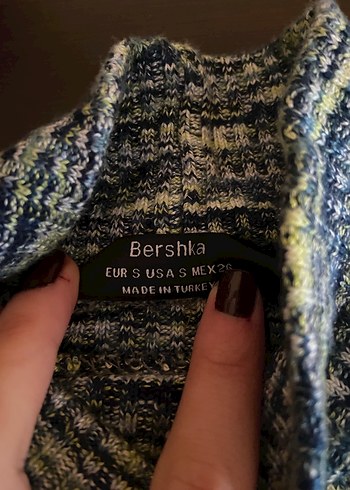 Bershka
EUR S USA S MEX 26
MADE IN TURKEY